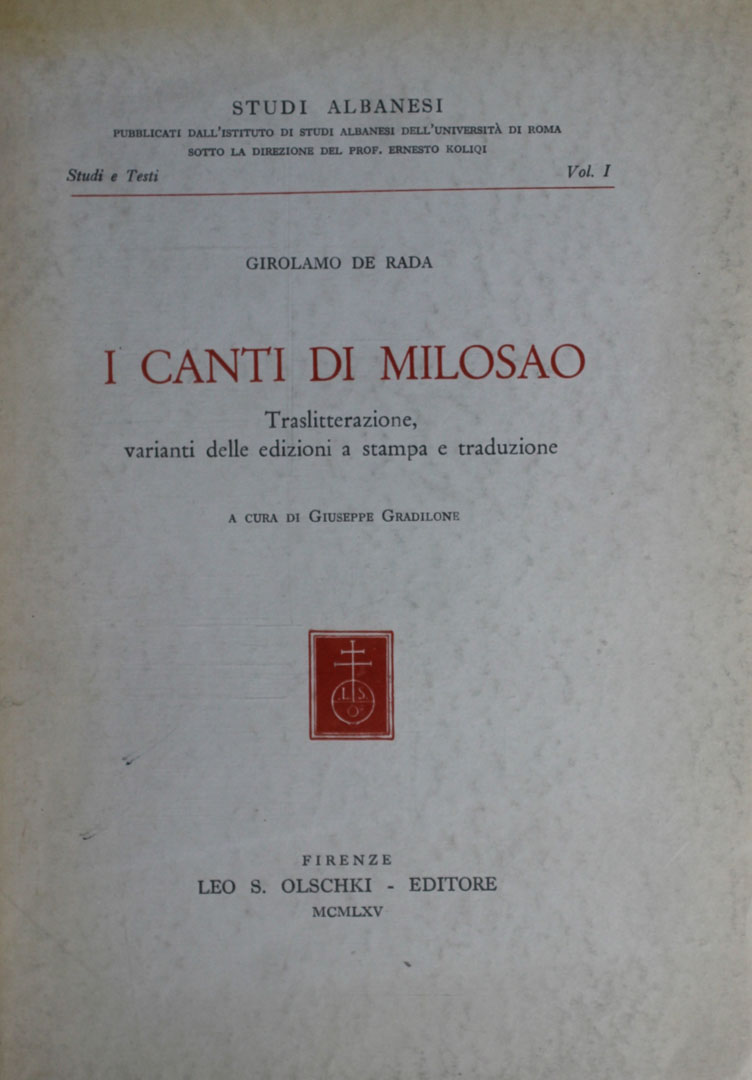 STUDI ALBANESI
PUBBLICATI DALL'ISTITUTO DI STUDI ALBANESI DELL'UNIVERSITÀ DI ROMA
SOTTO LA DIREZIONE DEL PROF. ERNESTO KOLIQI
Studi e Testi Vol. I
GIROLAMO DE RADA
I CANTI DI MILOSAO
Traslitterazione,
varianti delle edizioni a stampa e traduzione
A CURA DI GIUSEPPE GRADILONE
L. S.
O
FIRENZE
LEO S. OLSCHKI - EDITORE
MCMLXV